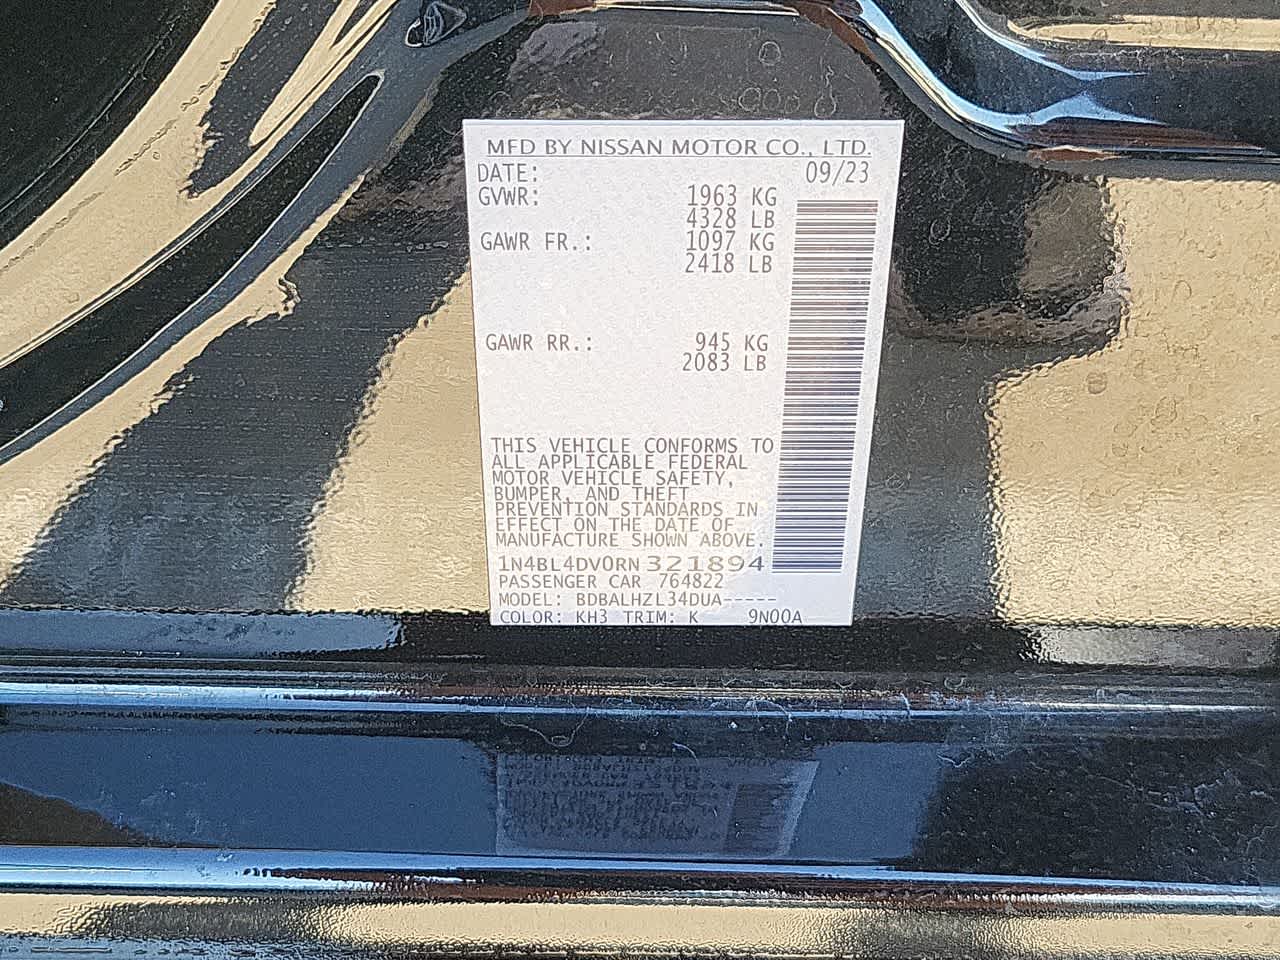 MFD BY NISSAN MOTOR CO., LTD.
DATE: 09/23
GVWR: 1963 KG
4328 LB
GAWR FR.: 1097 KG
2418 LB
GAWR RR.: 945 KG
2083 LB
THIS VEHICLE CONFORMS TO
ALL APPLICABLE FEDERAL
MOTOR VEHICLE SAFETY,
BUMPER, AND THEFT
PREVENTION STANDARDS IN
EFFECT ON THE DATE OF
MANUFACTURE SHOWN ABOVE.
1N4BL4DV0RN321894
PASSENGER CAR 764822
MODEL: BDBALHZL34DUA-----
COLOR: KH3 TRIM: K 9N00A